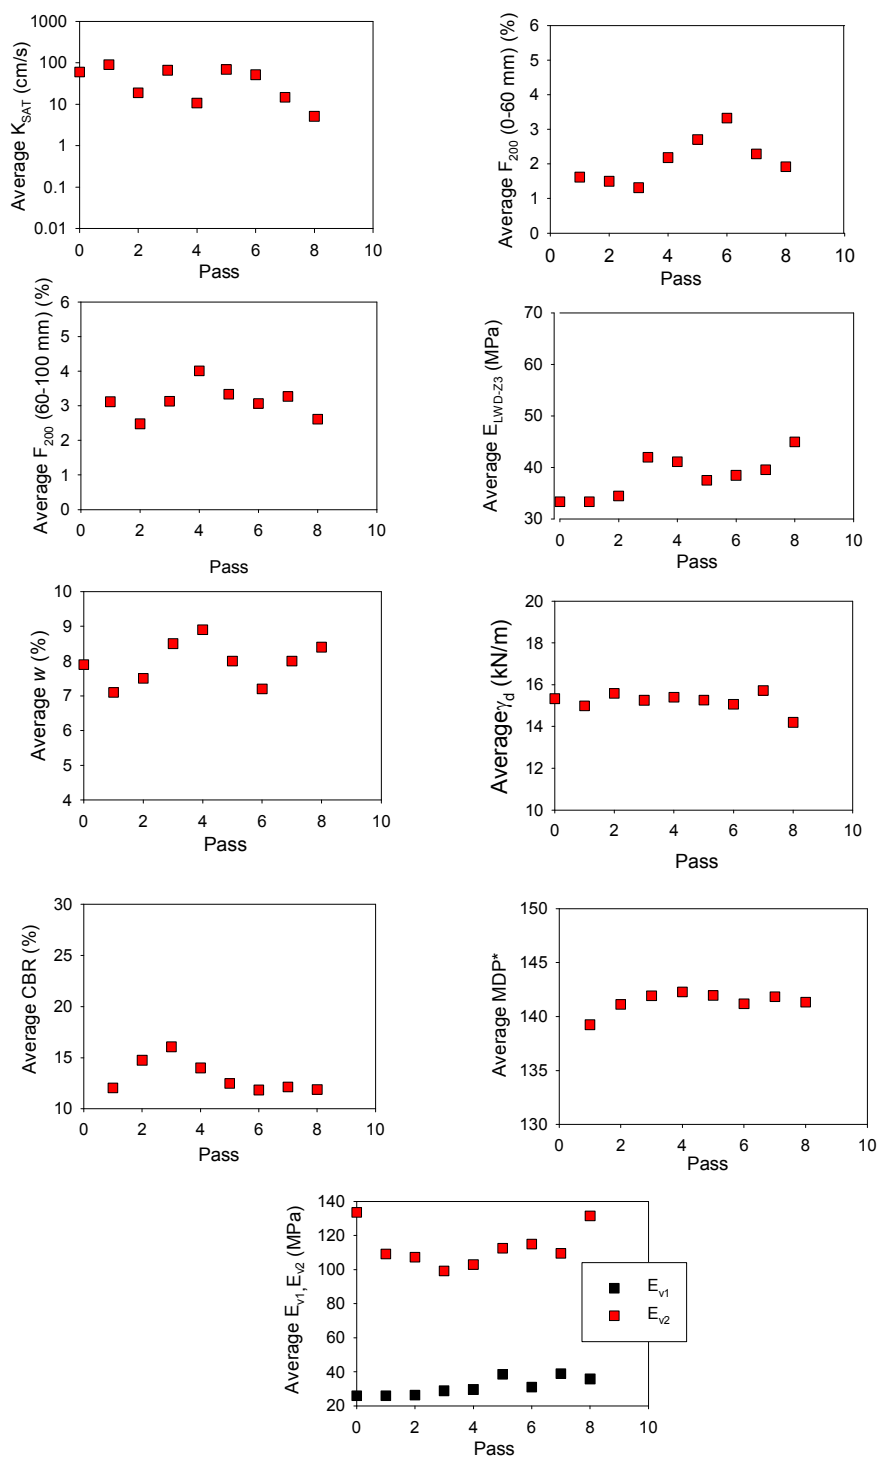 1000
100
10
1
0.1
0.01
Average K_SAT (cm/s)
0 2 4 6 8 10
Pass
6
5
4
3
2
1
0
Average F_200 (0-60 mm) (%)
0 2 4 6 8 10
Pass
6
5
4
3
2
1
0
Average F_200 (60-100 mm) (%)
0 2 4 6 8 10
Pass
70
60
50
40
30
Average E_LWD-Z3 (MPa)
0 2 4 6 8 10
Pass
10
9
8
7
6
5
4
Average w (%)
0 2 4 6 8 10
Pass
20
18
16
14
12
10
Average γ_d (kN/m)
0 2 4 6 8 10
Pass
30
25
20
15
10
Average CBR (%)
0 2 4 6 8 10
Pass
150
145
140
135
130
Average MDP*
0 2 4 6 8 10
Pass
140
120
100
80
60
40
20
Average E_v1,E_v2 (MPa)
0 2 4 6 8 10
Pass
E_v1
E_v2